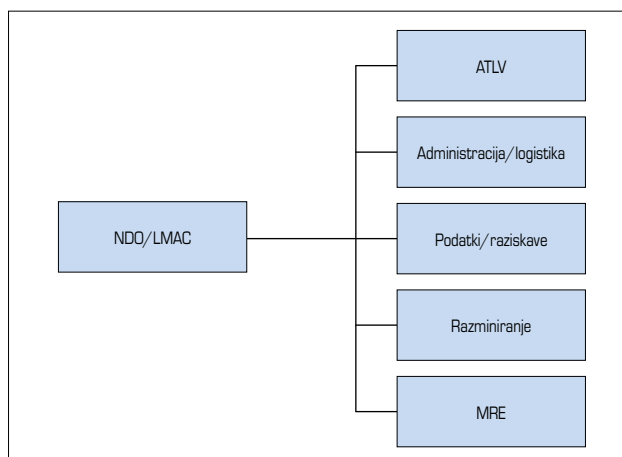 ATLV
Administracija/logistika
NDO/LMAC
Podatki/raziskave
Razminiranje
MRE